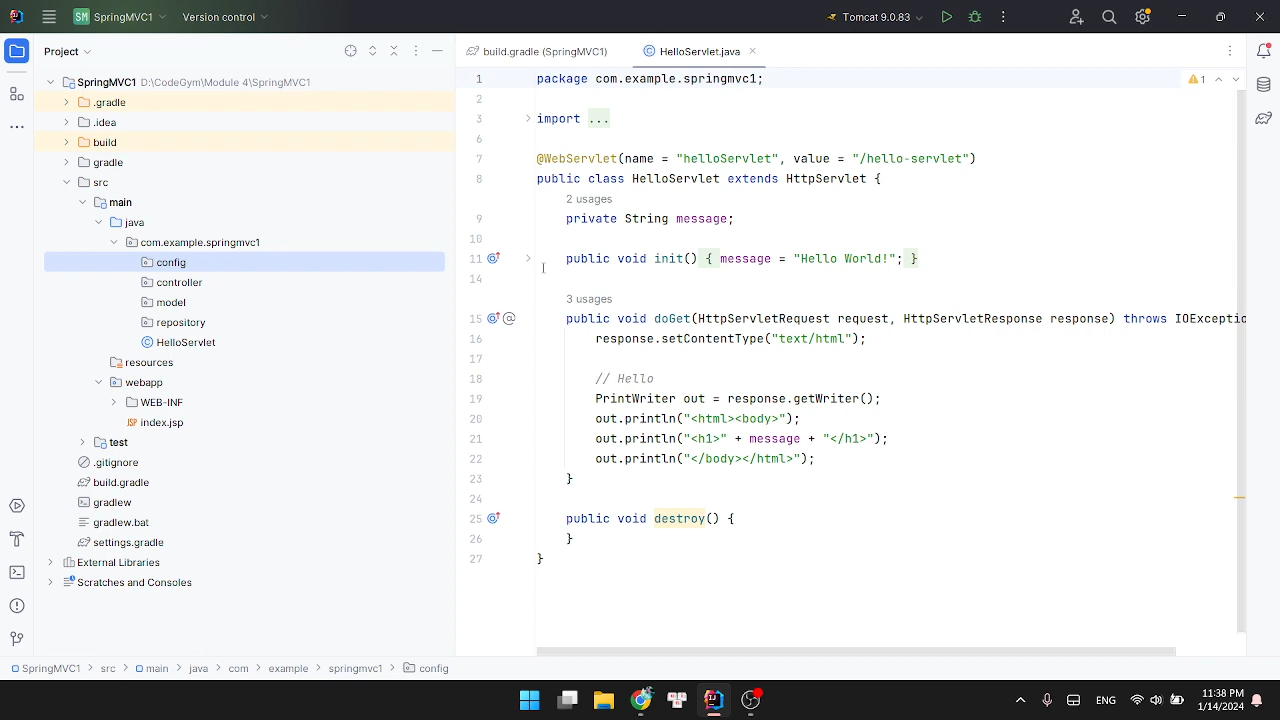 SM SpringMVC1 Version control Tomcat 9.0.83
Project
build.gradle (SpringMVC1) HelloServlet.java
SpringMVC1 D:\CodeGym\Module 4\SpringMVC1
.gradle
.idea
build
gradle
src
main
java
com.example.springmvc1
config
controller
model
repository
HelloServlet
resources
webapp
WEB-INF
JSP index.jsp
test
.gitignore
build.gradle
gradlew
gradlew.bat
settings.gradle
External Libraries
Scratches and Consoles
1 package com.example.springmvc1; 1
2
3 import ...
6
7 @WebServlet(name = "helloServlet", value = "/hello-servlet")
8 public class HelloServlet extends HttpServlet {
2 usages
9 private String message;
10
11 public void init() { message = "Hello World!"; }
14
3 usages
15 @ public void doGet(HttpServletRequest request, HttpServletResponse response) throws IOExceptio
16 response.setContentType("text/html");
17
18 // Hello
19 PrintWriter out = response.getWriter();
20 out.println("<html><body>");
21 out.println("<h1>" + message + "</h1>");
22 out.println("</body></html>");
23 }
24
25 public void destroy() {
26 }
27 }
SpringMVC1 > src > main > java > com > example > springmvc1 > config
ENG 11:38 PM
1/14/2024